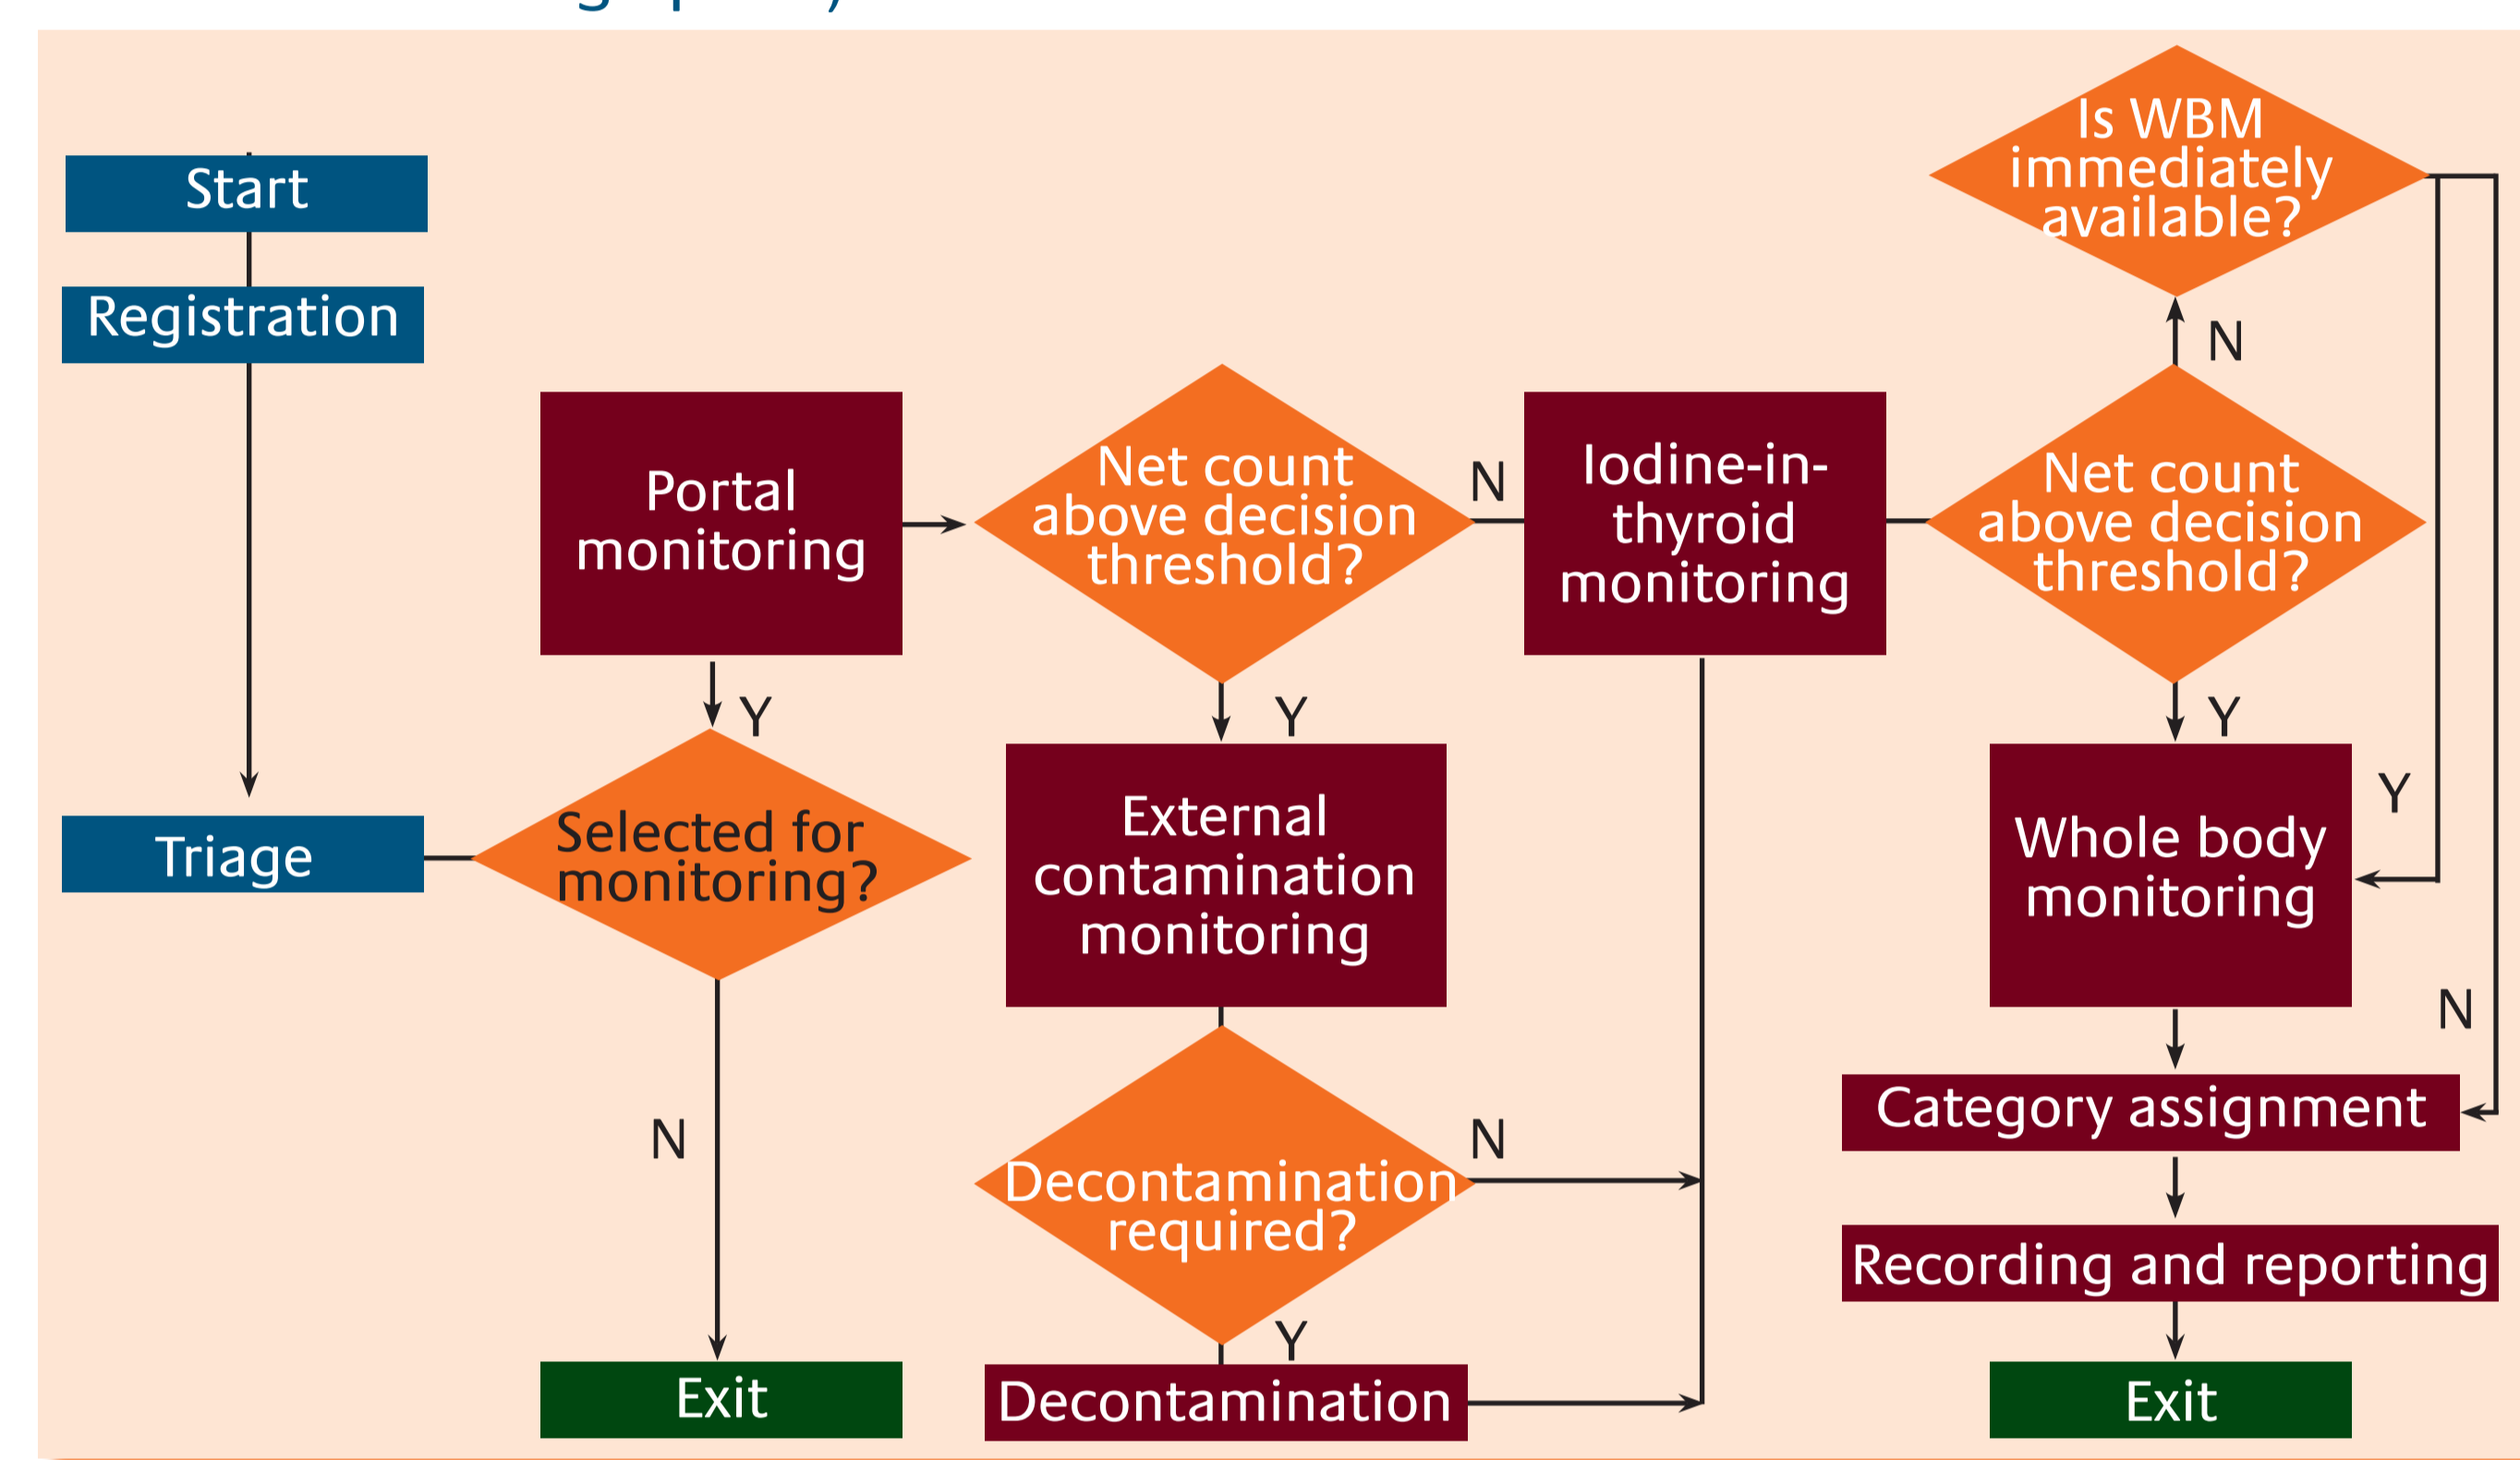 Start
Registration
Triage
Portal
monitoring
Y
Selected for
monitoring?
N
Exit
Net count
above decision
threshold?
N
Y
External
contamination
monitoring
Decontamination
required?
N
Y
Decontamination
Iodine-in-
thyroid
monitoring
Is WBM
immediately
available?
N
Net count
above decision
threshold?
Y
Y
Whole body
monitoring
N
Category assignment
Recording and reporting
Exit